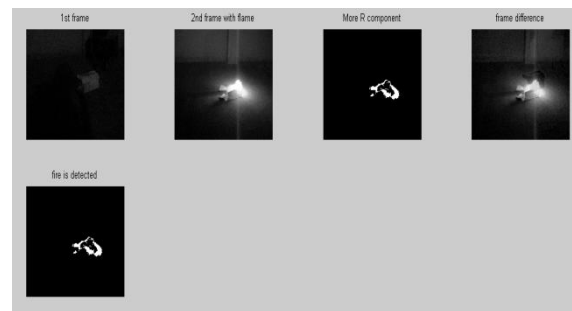 1st frame
2nd frame with flame
More R component
frame difference
fire is detected